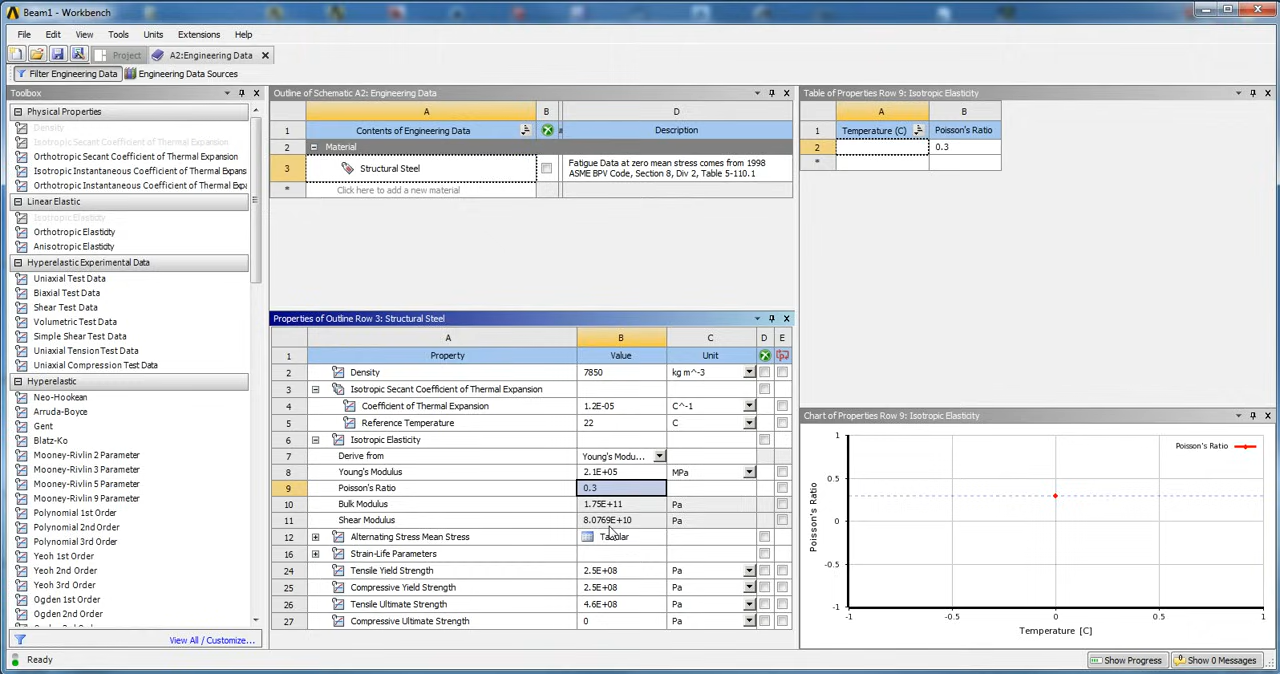 Beam1 - Workbench
File Edit View Tools Units Extensions Help
Project A2:Engineering Data
Filter Engineering Data Engineering Data Sources
Toolbox
Physical Properties
Density
Isotropic Secant Coefficient of Thermal Expansion
Orthotropic Secant Coefficient of Thermal Expansion
Isotropic Instantaneous Coefficient of Thermal Expan
Orthotropic Instantaneous Coefficient of Thermal Exp
Linear Elastic
Isotropic Elasticity
Orthotropic Elasticity
Anisotropic Elasticity
Hyperelastic Experimental Data
Uniaxial Test Data
Biaxial Test Data
Shear Test Data
Volumetric Test Data
Simple Shear Test Data
Uniaxial Tension Test Data
Uniaxial Compression Test Data
Hyperelastic
Neo-Hookean
Arruda-Boyce
Gent
Blatz-Ko
Mooney-Rivlin 2 Parameter
Mooney-Rivlin 3 Parameter
Mooney-Rivlin 5 Parameter
Mooney-Rivlin 9 Parameter
Polynomial 1st Order
Polynomial 2nd Order
Polynomial 3rd Order
Yeoh 1st Order
Yeoh 2nd Order
Yeoh 3rd Order
Ogden 1st Order
Ogden 2nd Order
View All / Customize...
Outline of Schematic A2: Engineering Data
A B D
1 Contents of Engineering Data Description
2 Material
3 Structural Steel Fatigue Data at zero mean stress comes from 1998
ASME BPV Code, Section 8, Div 2, Table 5-110.1
* Click here to add a new material
Properties of Outline Row 3: Structural Steel
A B C D E
1 Property Value Unit
2 Density 7850 kg m^-3
3 Isotropic Secant Coefficient of Thermal Expansion
4 Coefficient of Thermal Expansion 1.2E-05 C^-1
5 Reference Temperature 22 C
6 Isotropic Elasticity
7 Derive from Young's Modu...
8 Young's Modulus 2.1E+05 MPa
9 Poisson's Ratio 0.3
10 Bulk Modulus 1.75E+11 Pa
11 Shear Modulus 8.0769E+10 Pa
12 Alternating Stress Mean Stress Tabular
16 Strain-Life Parameters
24 Tensile Yield Strength 2.5E+08 Pa
25 Compressive Yield Strength 2.5E+08 Pa
26 Tensile Ultimate Strength 4.6E+08 Pa
27 Compressive Ultimate Strength 0 Pa
Table of Properties Row 9: Isotropic Elasticity
A B
1 Temperature (C) Poisson's Ratio
2 0.3
*
Chart of Properties Row 9: Isotropic Elasticity
Poisson's Ratio
1
0.5
0
-0.5
-1
Poisson's Ratio
-1 -0.5 0 0.5 1
Temperature [C]
Ready Show Progress Show 0 Messages